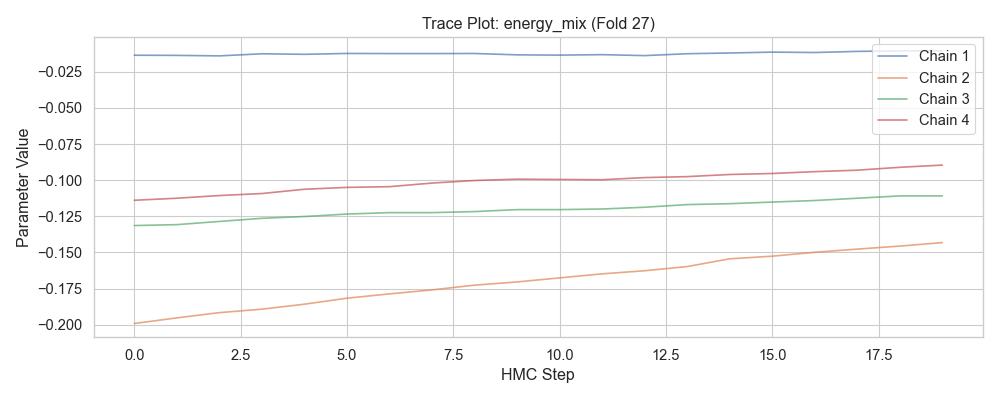 Trace Plot: energy_mix (Fold 27)
Parameter Value
−0.025
−0.050
−0.075
−0.100
−0.125
−0.150
−0.175
−0.200
Chain 1
Chain 2
Chain 3
Chain 4
0.0 2.5 5.0 7.5 10.0 12.5 15.0 17.5
HMC Step